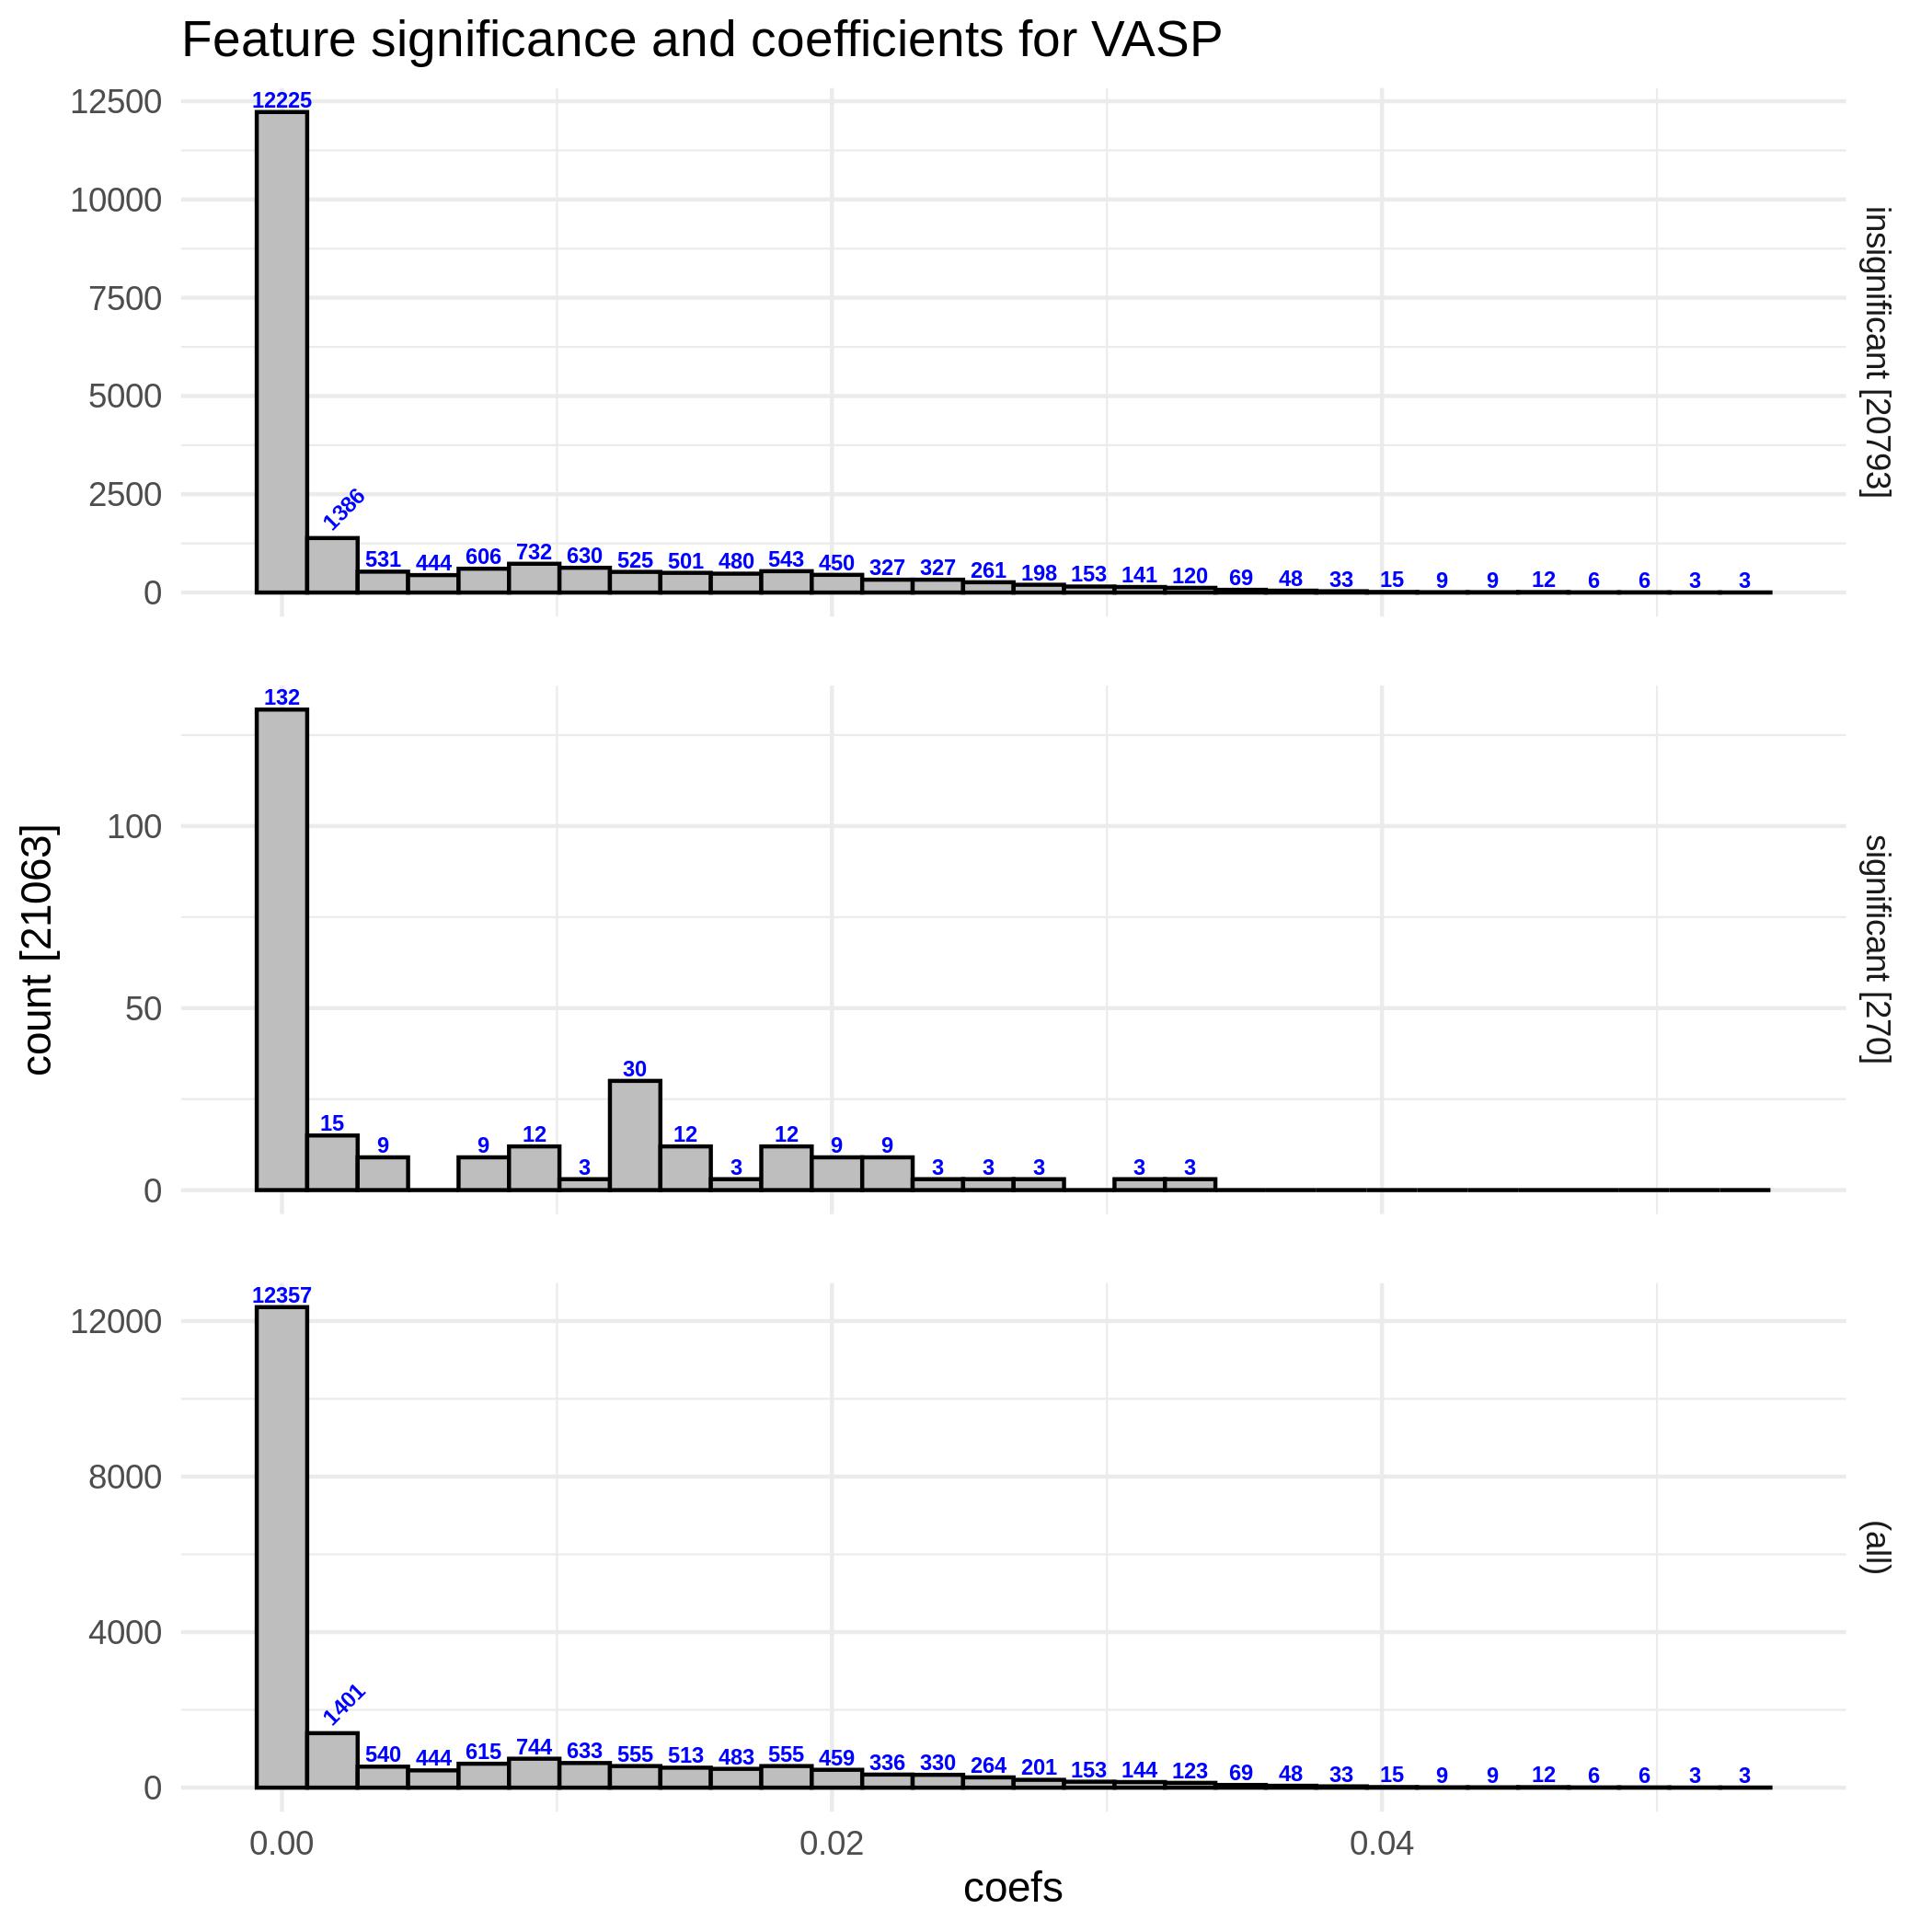 Feature significance and coefficients for VASP
12500
10000
7500
5000
2500
0
12225
1386
531 444 606 732 630 525 501 480 543 450 327 327 261 198 153 141 120 69 48 33 15 9 9 12 6 6 3 3
insignificant [20793]
count [21063]
100
50
0
132
15 9 9 12 3 30 12 3 12 9 9 3 3 3 3 3
significant [270]
12000
8000
4000
0
12357
1401
540 444 615 744 633 555 513 483 555 459 336 330 264 201 153 144 123 69 48 33 15 9 9 12 6 6 3 3
(all)
0.00 0.02 0.04
coefs